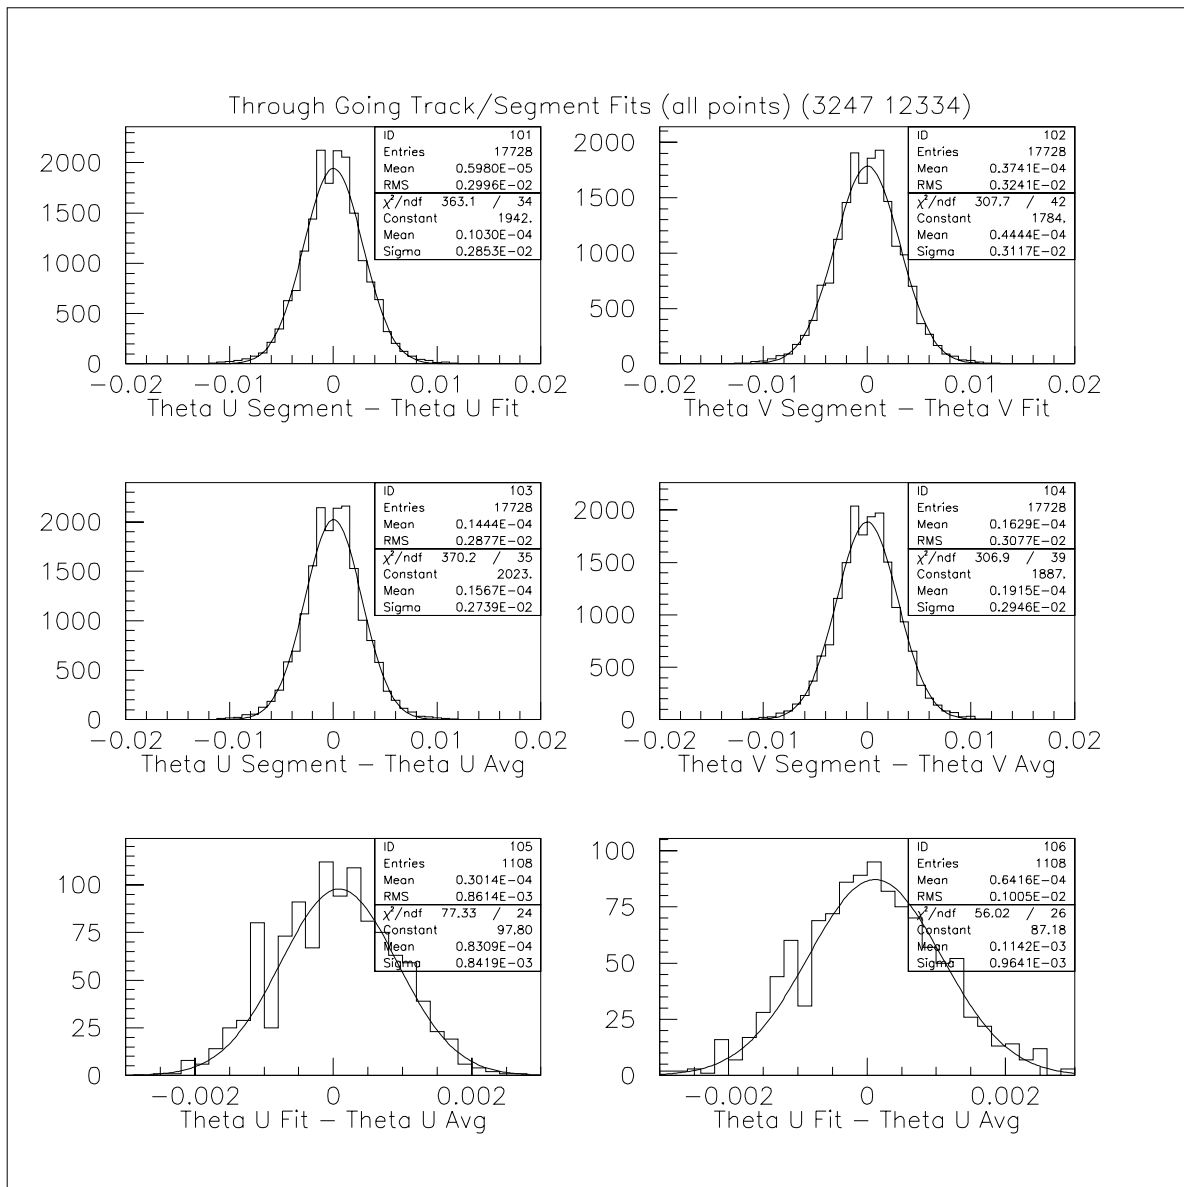 Through Going Track/Segment Fits (all points) (3247 12334)
ID 101
Entries 17728
Mean 0.5980E-05
RMS 0.2996E-02
χ²/ndf 363.1 / 34
Constant 1942.
Mean 0.1030E-04
Sigma 0.2853E-02
2000
1500
1000
500
0
-0.02 -0.01 0 0.01 0.02
Theta U Segment - Theta U Fit
ID 102
Entries 17728
Mean 0.3741E-04
RMS 0.3241E-02
χ²/ndf 307.7 / 42
Constant 1784.
Mean 0.4444E-04
Sigma 0.3117E-02
2000
1500
1000
500
0
-0.02 -0.01 0 0.01 0.02
Theta V Segment - Theta V Fit
ID 103
Entries 17728
Mean 0.1444E-04
RMS 0.2877E-02
χ²/ndf 370.2 / 35
Constant 2023.
Mean 0.1567E-04
Sigma 0.2739E-02
2000
1500
1000
500
0
-0.02 -0.01 0 0.01 0.02
Theta U Segment - Theta U Avg
ID 104
Entries 17728
Mean 0.1629E-04
RMS 0.3077E-02
χ²/ndf 306.9 / 39
Constant 1887.
Mean 0.1915E-04
Sigma 0.2946E-02
2000
1500
1000
500
0
-0.02 -0.01 0 0.01 0.02
Theta V Segment - Theta V Avg
ID 105
Entries 1108
Mean 0.3014E-04
RMS 0.8614E-03
χ²/ndf 77.33 / 24
Constant 97.80
Mean 0.8309E-04
Sigma 0.8419E-03
100
75
50
25
0
-0.002 0 0.002
Theta U Fit - Theta U Avg
ID 106
Entries 1108
Mean 0.6416E-04
RMS 0.1005E-02
χ²/ndf 56.02 / 26
Constant 87.18
Mean 0.1142E-03
Sigma 0.9641E-03
100
75
50
25
0
-0.002 0 0.002
Theta U Fit - Theta U Avg